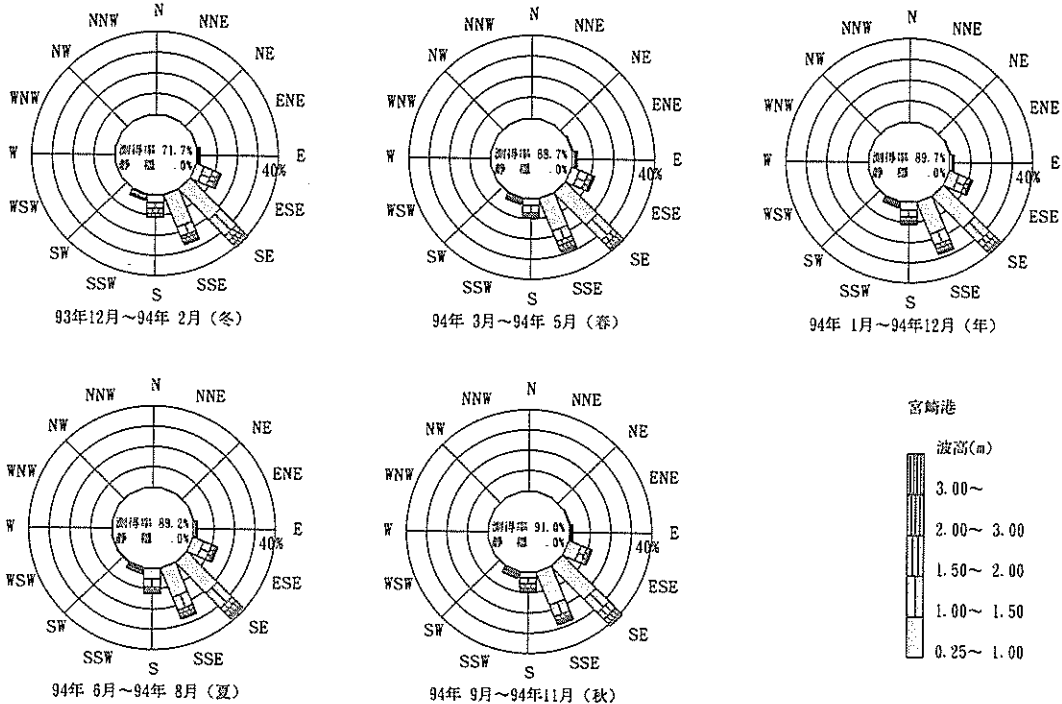 N
NNE
NE
ENE
E
40%
ESE
SE
SSE
S
SSW
SW
WSW
W
WNW
NW
NNW
測得率 71.7%
静 穏 .0%
93年12月～94年 2月 (冬)
N
NNE
NE
ENE
E
40%
ESE
SE
SSE
S
SSW
SW
WSW
W
WNW
NW
NNW
測得率 88.7%
静 穏 .0%
94年 3月～94年 5月 (春)
N
NNE
NE
ENE
E
40%
ESE
SE
SSE
S
SSW
SW
WSW
W
WNW
NW
NNW
測得率 89.7%
静 穏 .0%
94年 1月～94年12月 (年)
N
NNE
NE
ENE
E
40%
ESE
SE
SSE
S
SSW
SW
WSW
W
WNW
NW
NNW
測得率 89.2%
静 穏 .0%
94年 6月～94年 8月 (夏)
N
NNE
NE
ENE
E
40%
ESE
SE
SSE
S
SSW
SW
WSW
W
WNW
NW
NNW
測得率 91.0%
静 穏 .0%
94年 9月～94年11月 (秋)
宮崎港
波高(m)
3.00～
2.00～ 3.00
1.50～ 2.00
1.00～ 1.50
0.25～ 1.00